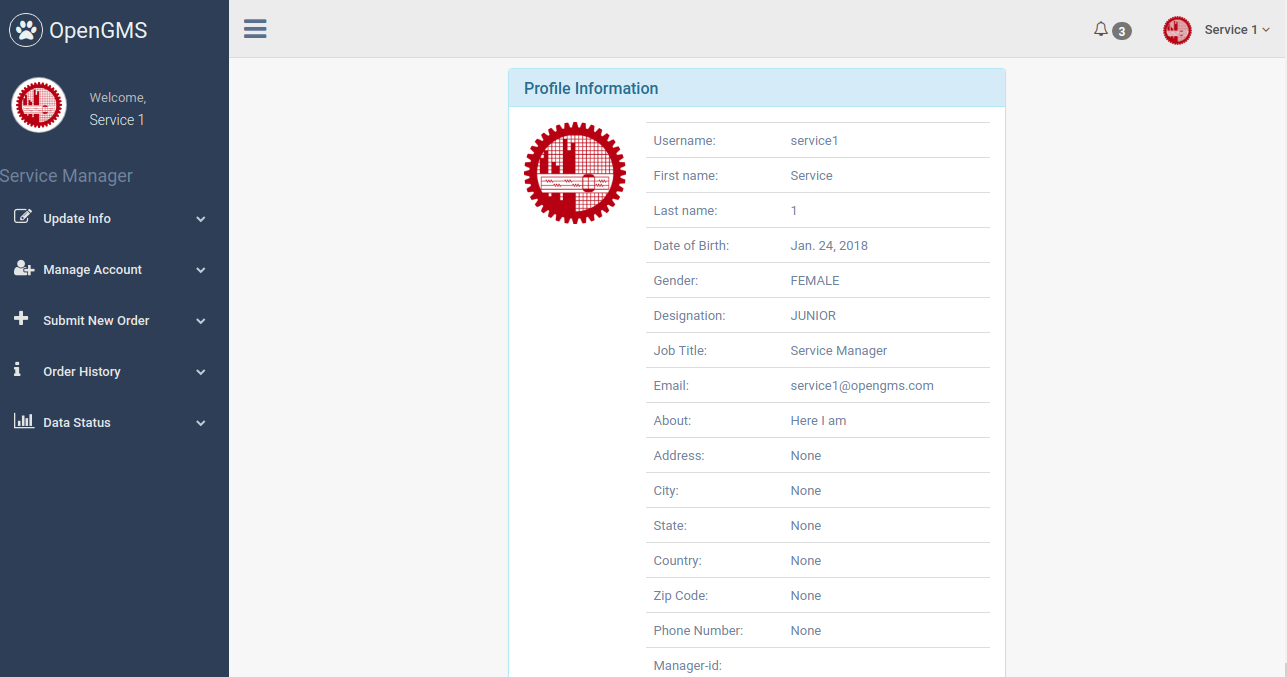 OpenGMS
3
Service 1
Welcome,
Service 1
Service Manager
Update Info
Manage Account
Submit New Order
Order History
Data Status
Profile Information
Username: service1
First name: Service
Last name: 1
Date of Birth: Jan. 24, 2018
Gender: FEMALE
Designation: JUNIOR
Job Title: Service Manager
Email: service1@opengms.com
About: Here I am
Address: None
City: None
State: None
Country: None
Zip Code: None
Phone Number: None
Manager-id: